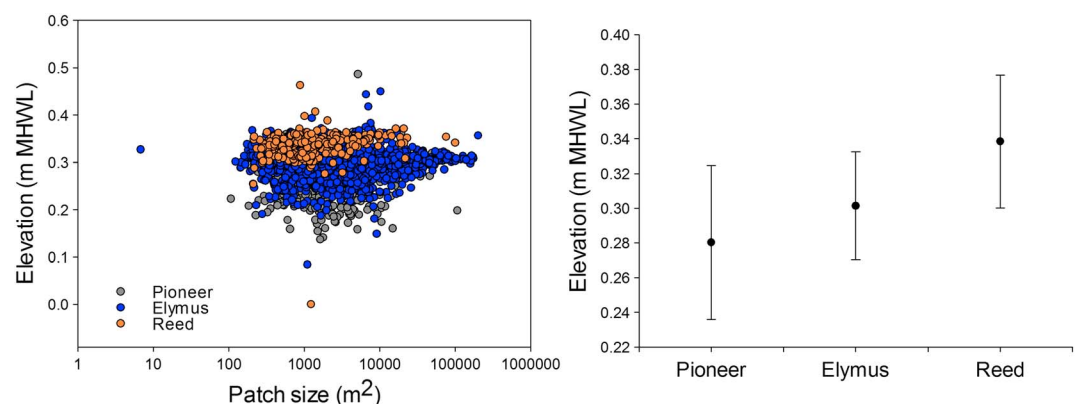 0.6
0.5
0.4
0.3
0.2
0.1
0.0
Elevation (m MHWL)
Pioneer
Elymus
Reed
1 10 100 1000 10000 100000 1000000
Patch size (m²)
0.40
0.38
0.36
0.34
0.32
0.30
0.28
0.26
0.24
0.22
Elevation (m MHWL)
Pioneer Elymus Reed